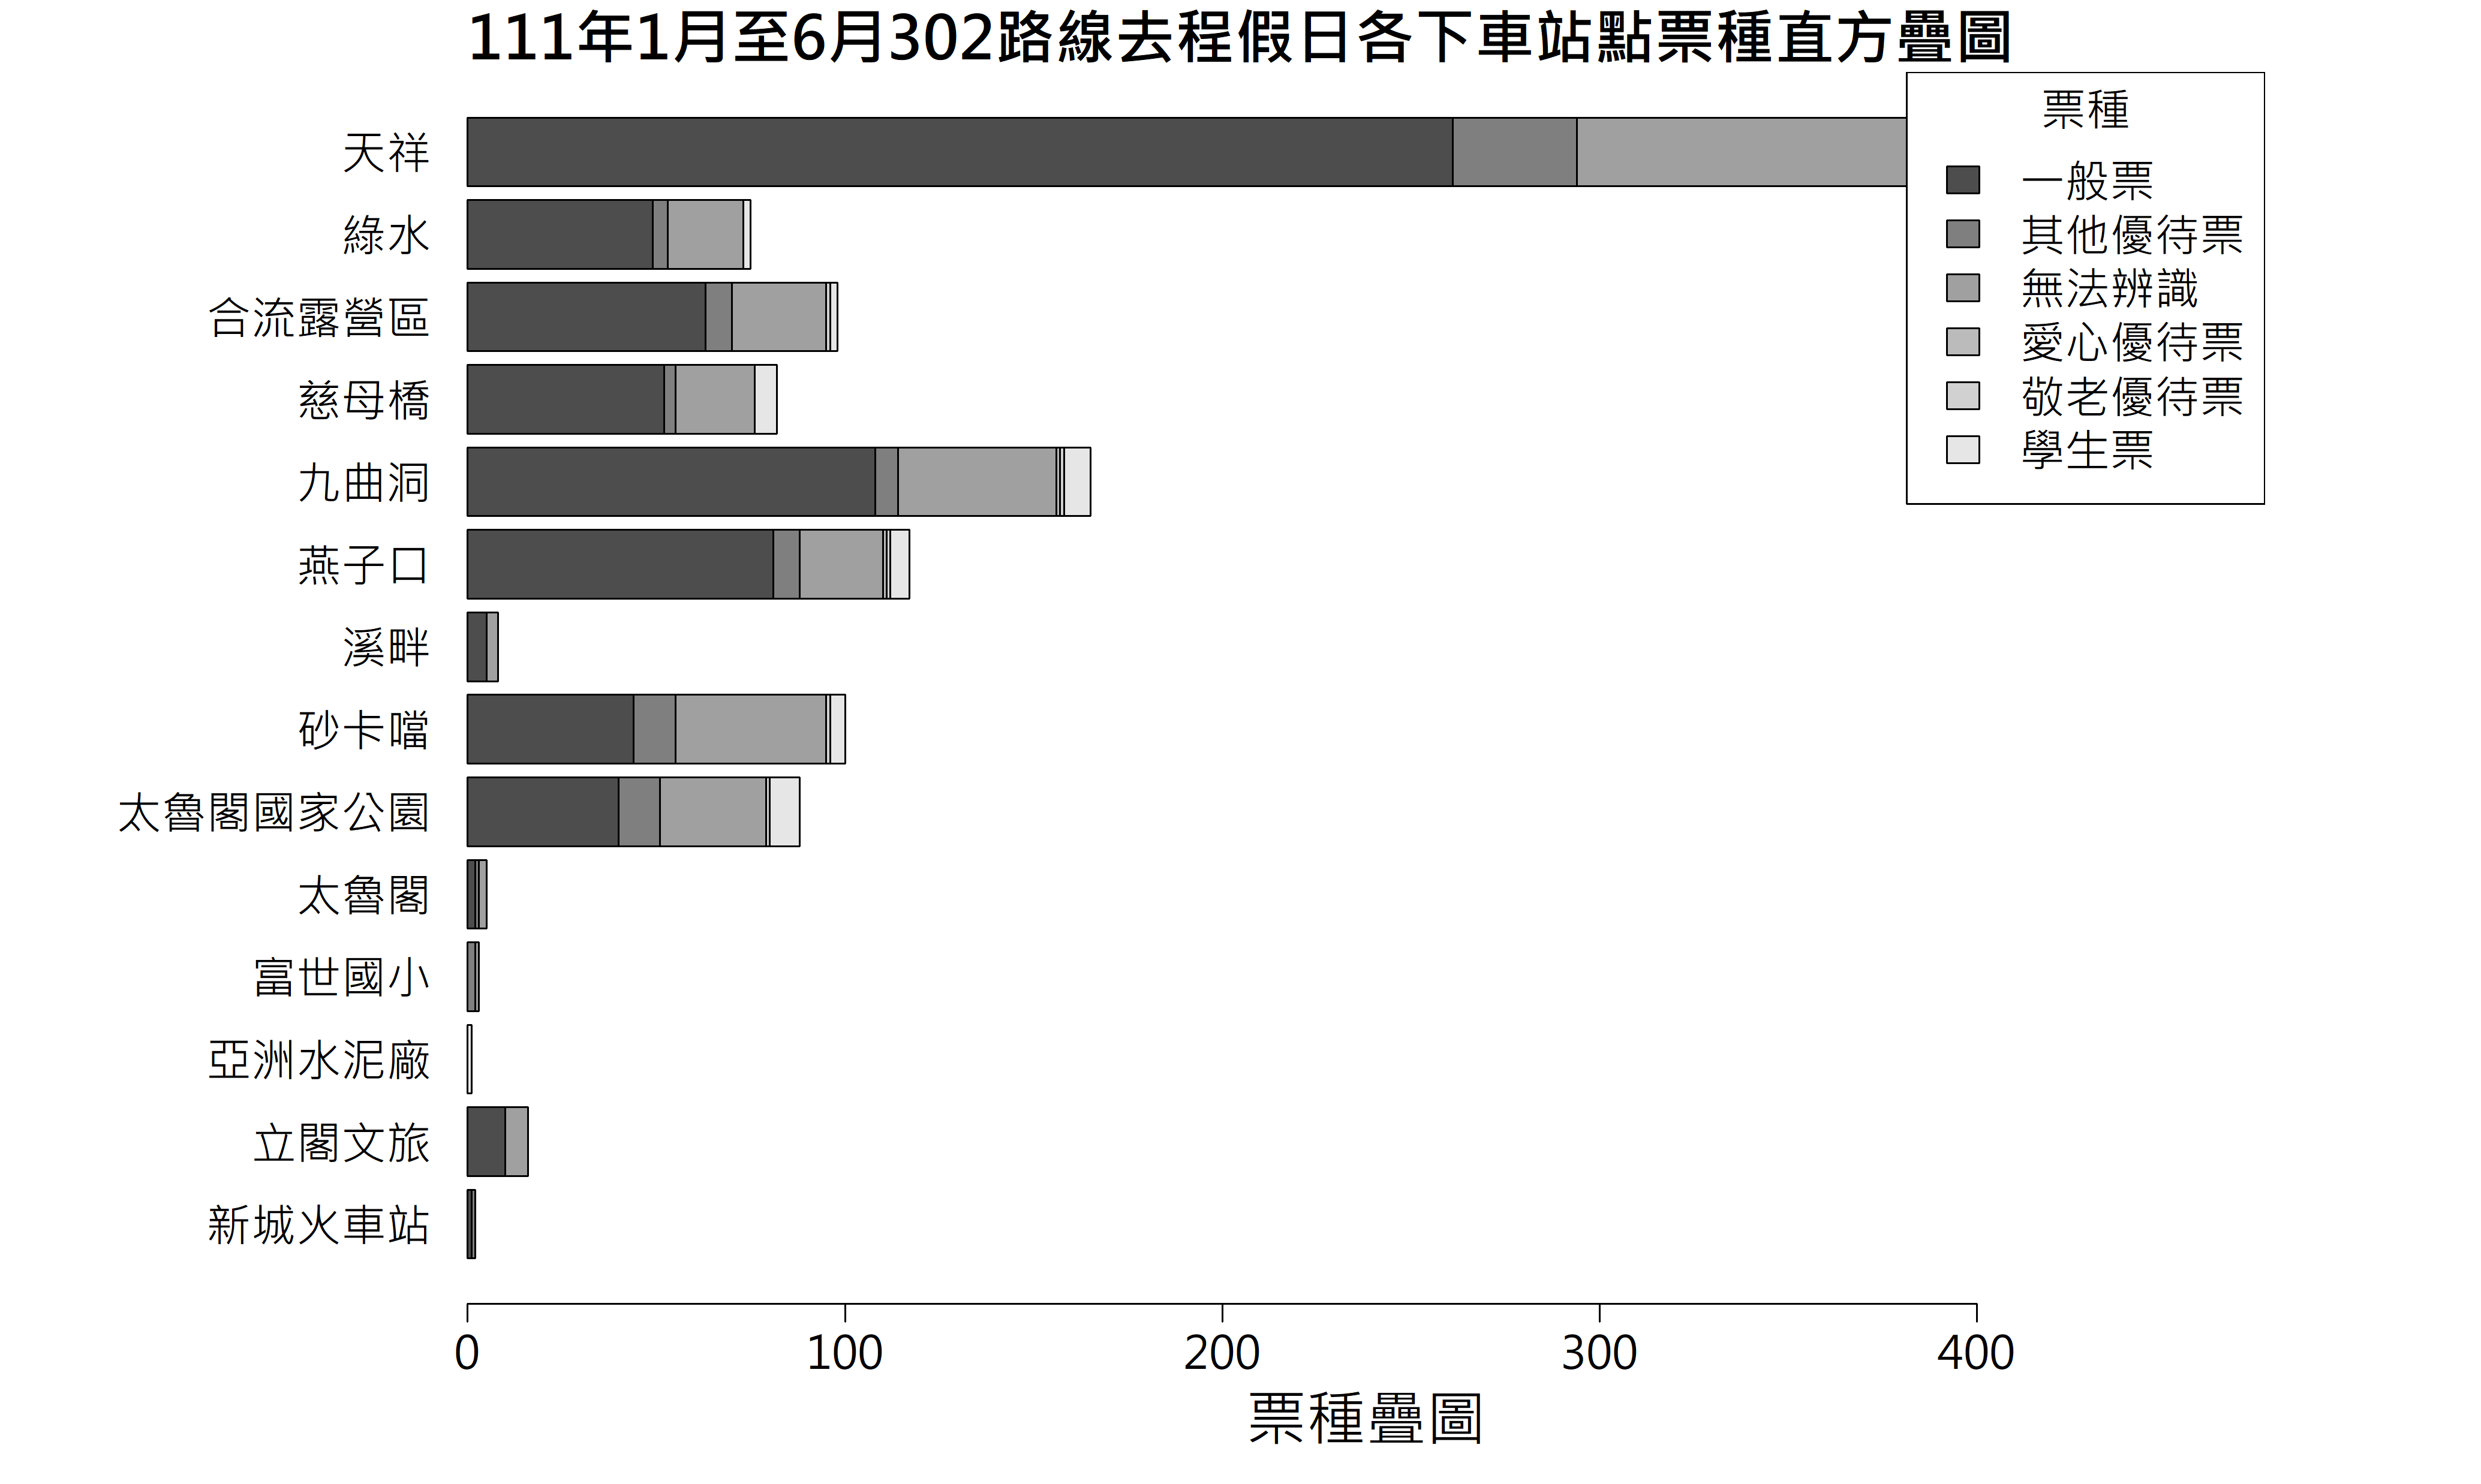 111年1月至6月302路線去程假日各下車站點票種直方疊圖
票種
一般票
其他優待票
無法辨識
愛心優待票
敬老優待票
學生票
天祥
綠水
合流露營區
慈母橋
九曲洞
燕子口
溪畔
砂卡噹
太魯閣國家公園
太魯閣
富世國小
亞洲水泥廠
立閣文旅
新城火車站
0 100 200 300 400
票種疊圖